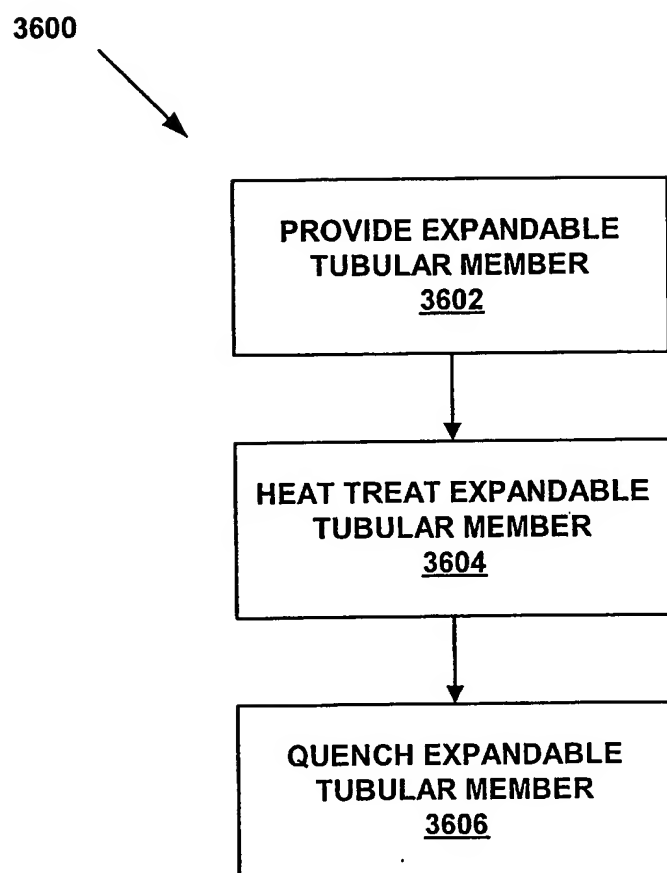 3600
PROVIDE EXPANDABLE
TUBULAR MEMBER
3602
HEAT TREAT EXPANDABLE
TUBULAR MEMBER
3604
QUENCH EXPANDABLE
TUBULAR MEMBER
3606